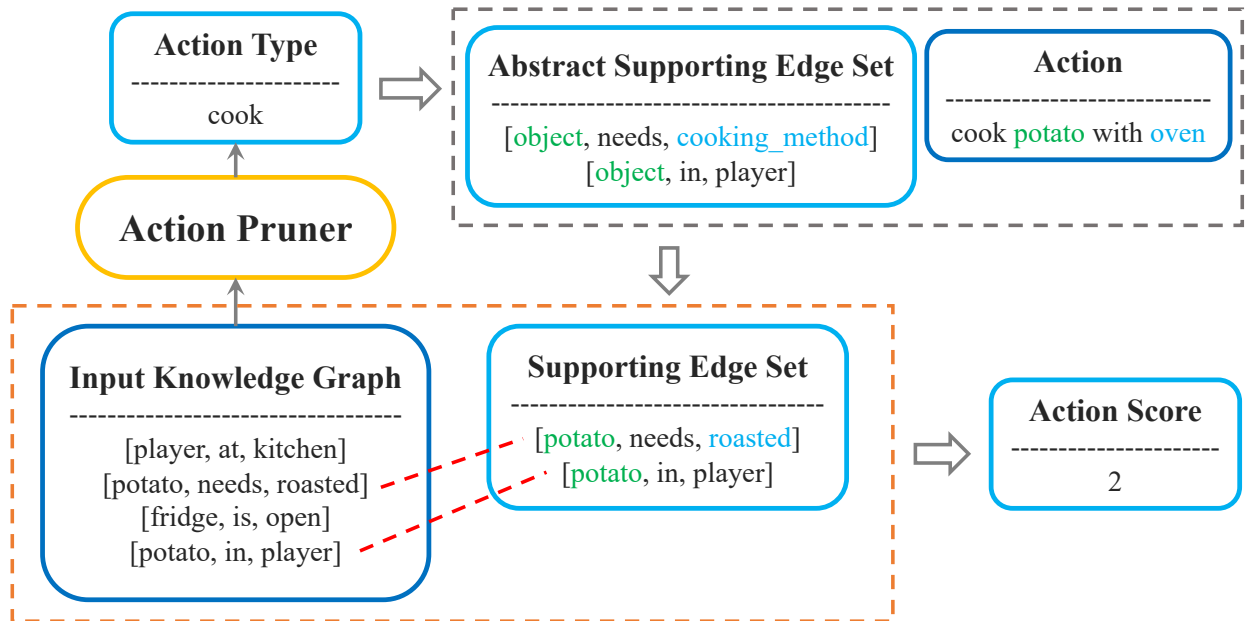 Action Type
cook
Abstract Supporting Edge Set
[object, needs, cooking_method]
[object, in, player]
Action
cook potato with oven
Action Pruner
Input Knowledge Graph
[player, at, kitchen]
[potato, needs, roasted]
[fridge, is, open]
[potato, in, player]
Supporting Edge Set
[potato, needs, roasted]
[potato, in, player]
Action Score
2